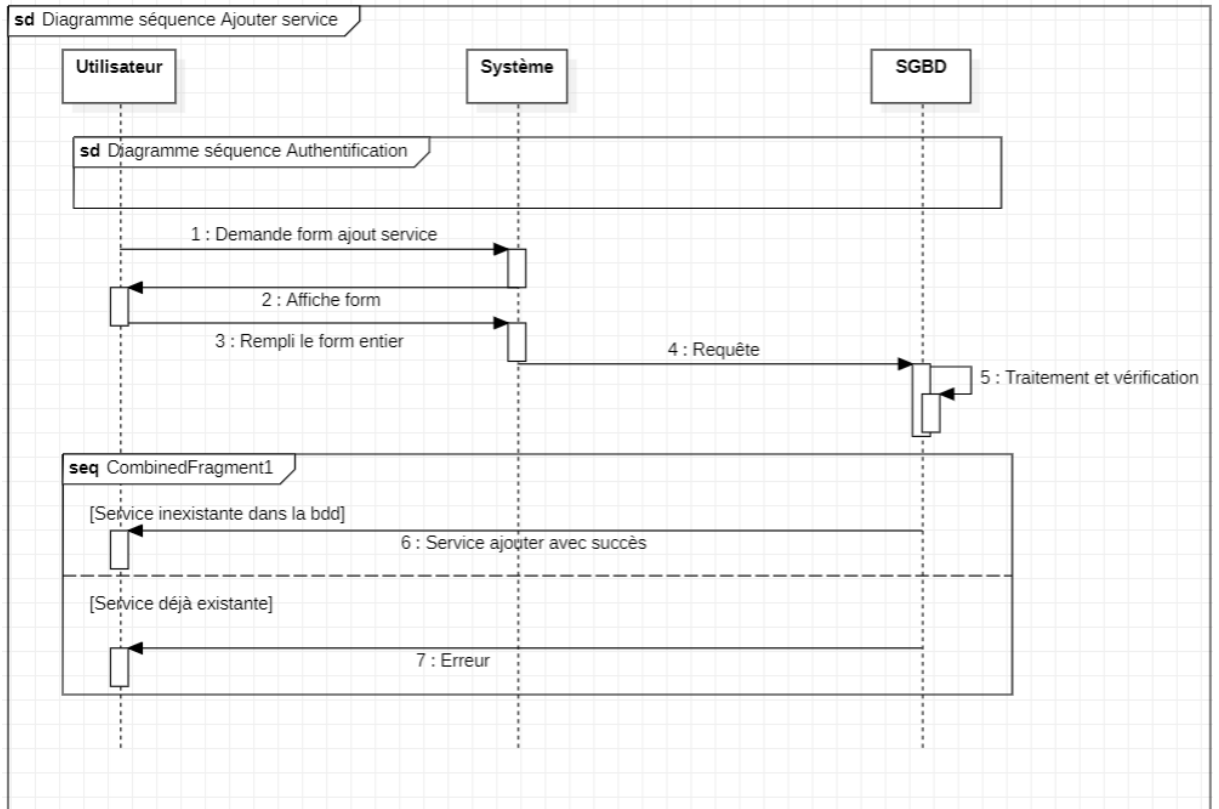 sd Diagramme séquence Ajouter service
Utilisateur
Système
SGBD
sd Diagramme séquence Authentification
1 : Demande form ajout service
2 : Affiche form
3 : Rempli le form entier
4 : Requête
5 : Traitement et vérification
seq CombinedFragment1
[Service inexistante dans la bdd]
6 : Service ajouter avec succès
[Service déjà existante]
7 : Erreur